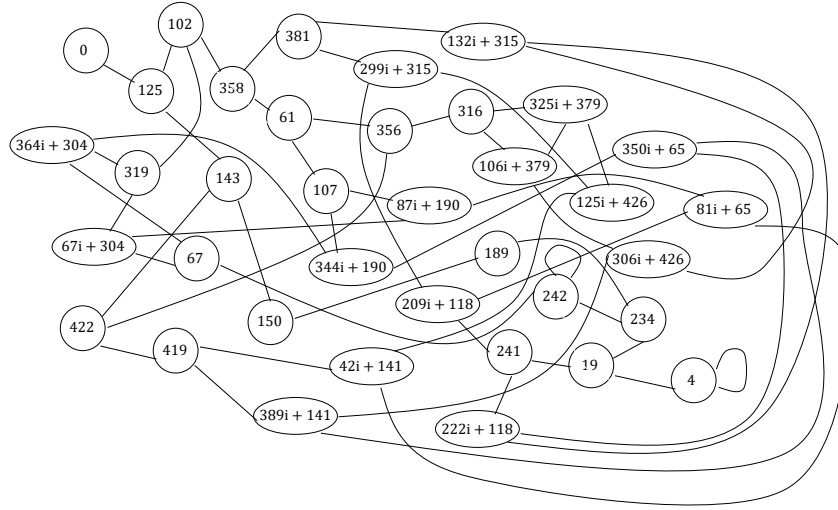 102
381
132i + 315
0
299i + 315
125
358
61
356
316
325i + 379
364i + 304
319
143
106i + 379
350i + 65
107
87i + 190
125i + 426
81i + 65
67i + 304
67
344i + 190
189
306i + 426
422
150
209i + 118
242
234
419
42i + 141
241
19
4
389i + 141
222i + 118